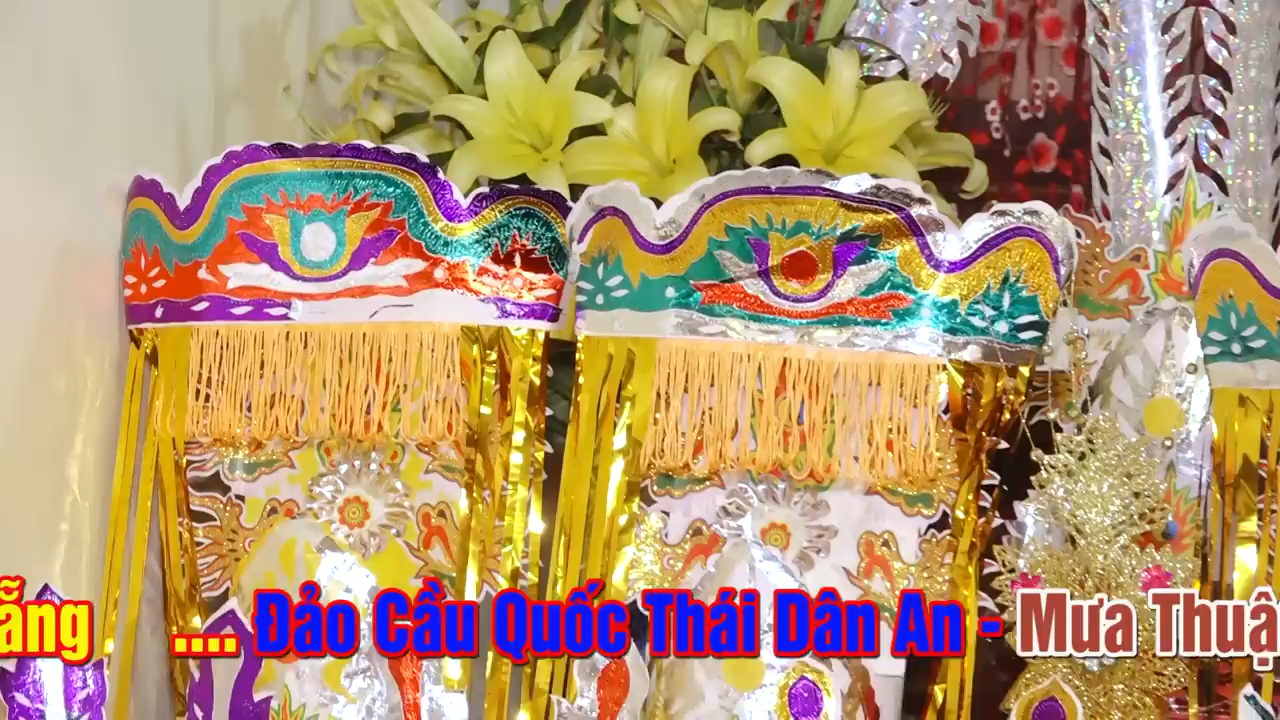 .... Đảo Cầu Quốc Thái Dân An - Mưa